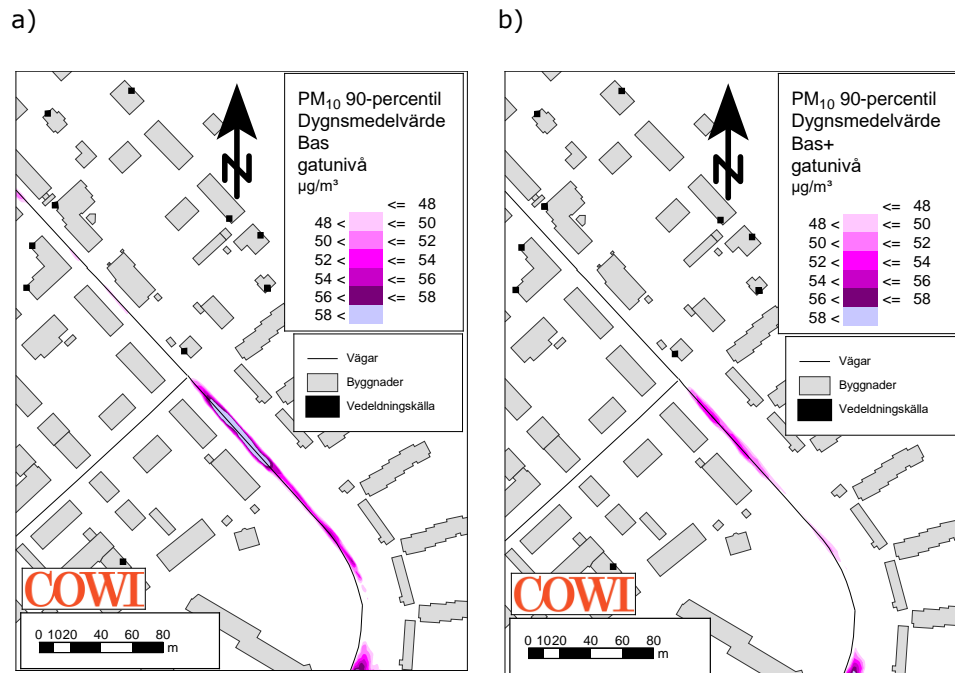 a)
PM₁₀ 90-percentil
Dygnsmedelvärde
Bas
gatunivå
µg/m³
<= 48
48 < <= 50
50 < <= 52
52 < <= 54
54 < <= 56
56 < <= 58
58 <
Vägar
Byggnader
Vedeldningskälla
N
COWI
0 10 20 40 60 80
m
b)
PM₁₀ 90-percentil
Dygnsmedelvärde
Bas+
gatunivå
µg/m³
<= 48
48 < <= 50
50 < <= 52
52 < <= 54
54 < <= 56
56 < <= 58
58 <
Vägar
Byggnader
Vedeldningskälla
N
COWI
0 10 20 40 60 80
m